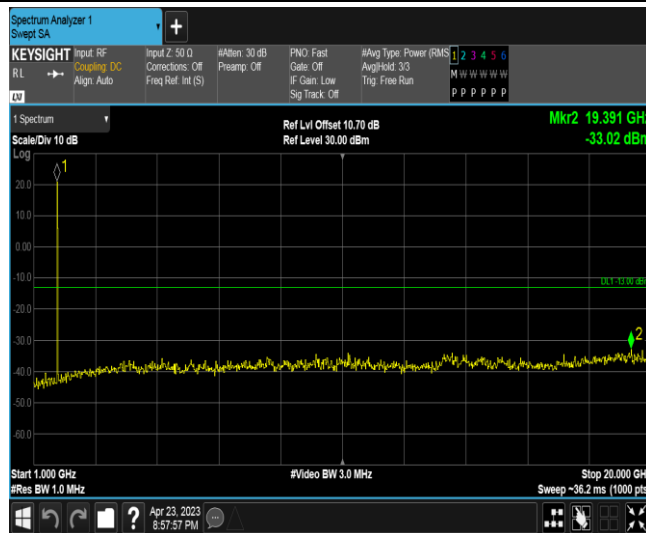 Spectrum Analyzer 1
Swept SA
KEYSIGHT
RL
LXI
Input: RF
Coupling: DC
Align: Auto
Input Z: 50 Ω
Corrections: Off
Freq Ref: Int (S)
#Atten: 30 dB
Preamp: Off
PNO: Fast
Gate: Off
IF Gain: Low
Sig Track: Off
#Avg Type: Power (RMS
Avg|Hold: 3/3
Trig: Free Run
1 2 3 4 5 6
M W W W W W
P P P P P P
1 Spectrum
Scale/Div 10 dB
Ref Lvl Offset 10.70 dB
Ref Level 30.00 dBm
Mkr2 19.391 GHz
-33.02 dBm
Log
1
20.0
10.0
0.00
-10.0
DL1 -13.00 dBm
-20.0
-30.0
2
-40.0
-50.0
-60.0
Start 1.000 GHz
#Res BW 1.0 MHz
#Video BW 3.0 MHz
Stop 20.000 GHz
Sweep ~36.2 ms (1000 pts
?
Apr 23, 2023
8:57:57 PM